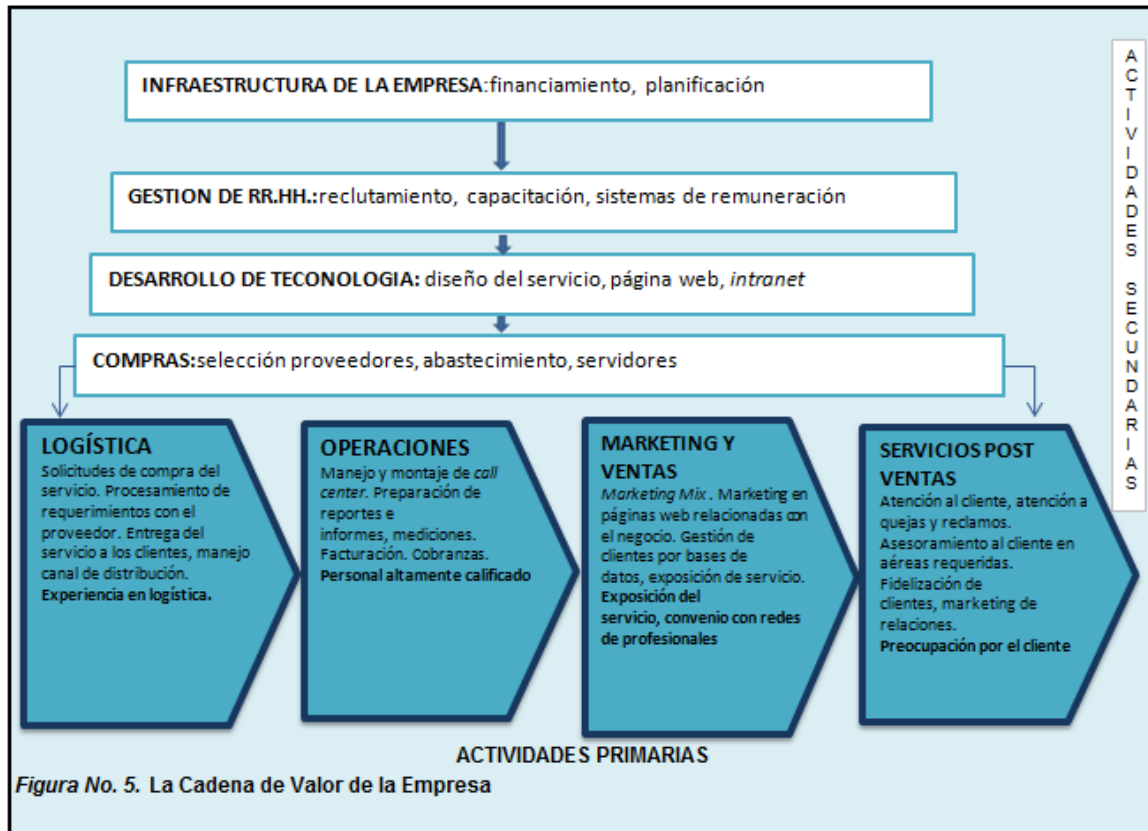 INFRAESTRUCTURA DE LA EMPRESA:financiamiento, planificación
GESTION DE RR.HH.:reclutamiento, capacitación, sistemas de remuneración
DESARROLLO DE TECONOLOGIA: diseño del servicio, página web, intranet
COMPRAS:selección proveedores, abastecimiento, servidores
ACTIVIDADES SECUNDARIAS
LOGÍSTICA
Solicitudes de compra del
servicio. Procesamiento de
requerimientos con el
proveedor. Entrega del
servicio a los clientes, manejo
canal de distribución.
Experiencia en logística.
OPERACIONES
Manejo y montaje de call
center. Preparación de
reportes e
informes, mediciones.
Facturación. Cobranzas.
Personal altamente calificado
MARKETING Y
VENTAS
Marketing Mix . Marketing en
páginas web relacionadas con
el negocio. Gestión de
clientes por bases de
datos, exposición de servicio.
Exposición del
servicio, convenio con redes
de profesionales
SERVICIOS POST
VENTAS
Atención al cliente, atención a
quejas y reclamos.
Asesoramiento al cliente en
aéreas requeridas.
Fidelización de
clientes, marketing de
relaciones.
Preocupación por el cliente
ACTIVIDADES PRIMARIAS
Figura No. 5. La Cadena de Valor de la Empresa